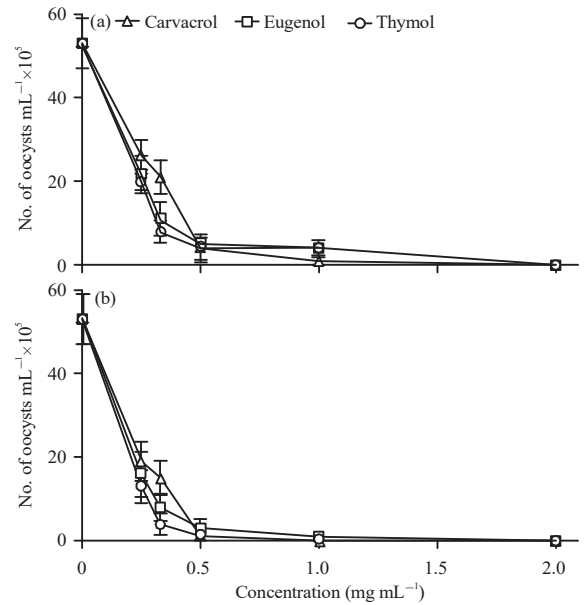 (a) Carvacrol Eugenol Thymol
No. of oocysts mL⁻¹×10⁵
60
40
20
0
(b)
No. of oocysts mL⁻¹×10⁵
60
40
20
0
0 0.5 1.0 1.5 2.0
Concentration (mg mL⁻¹)